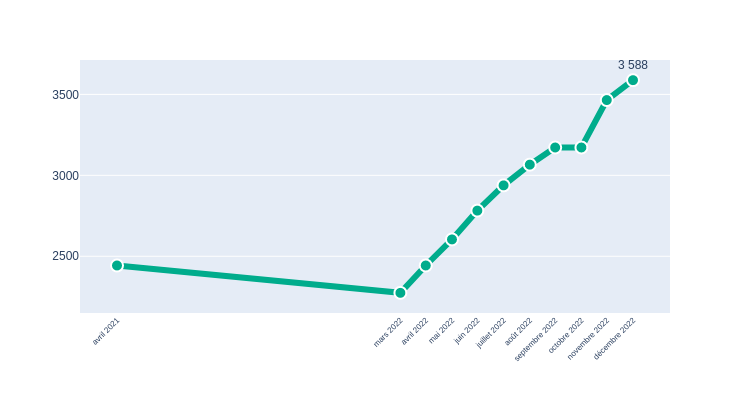 3 588
3500
3000
2500
avril 2021
mars 2022
avril 2022
mai 2022
juin 2022
juillet 2022
août 2022
septembre 2022
octobre 2022
novembre 2022
décembre 2022